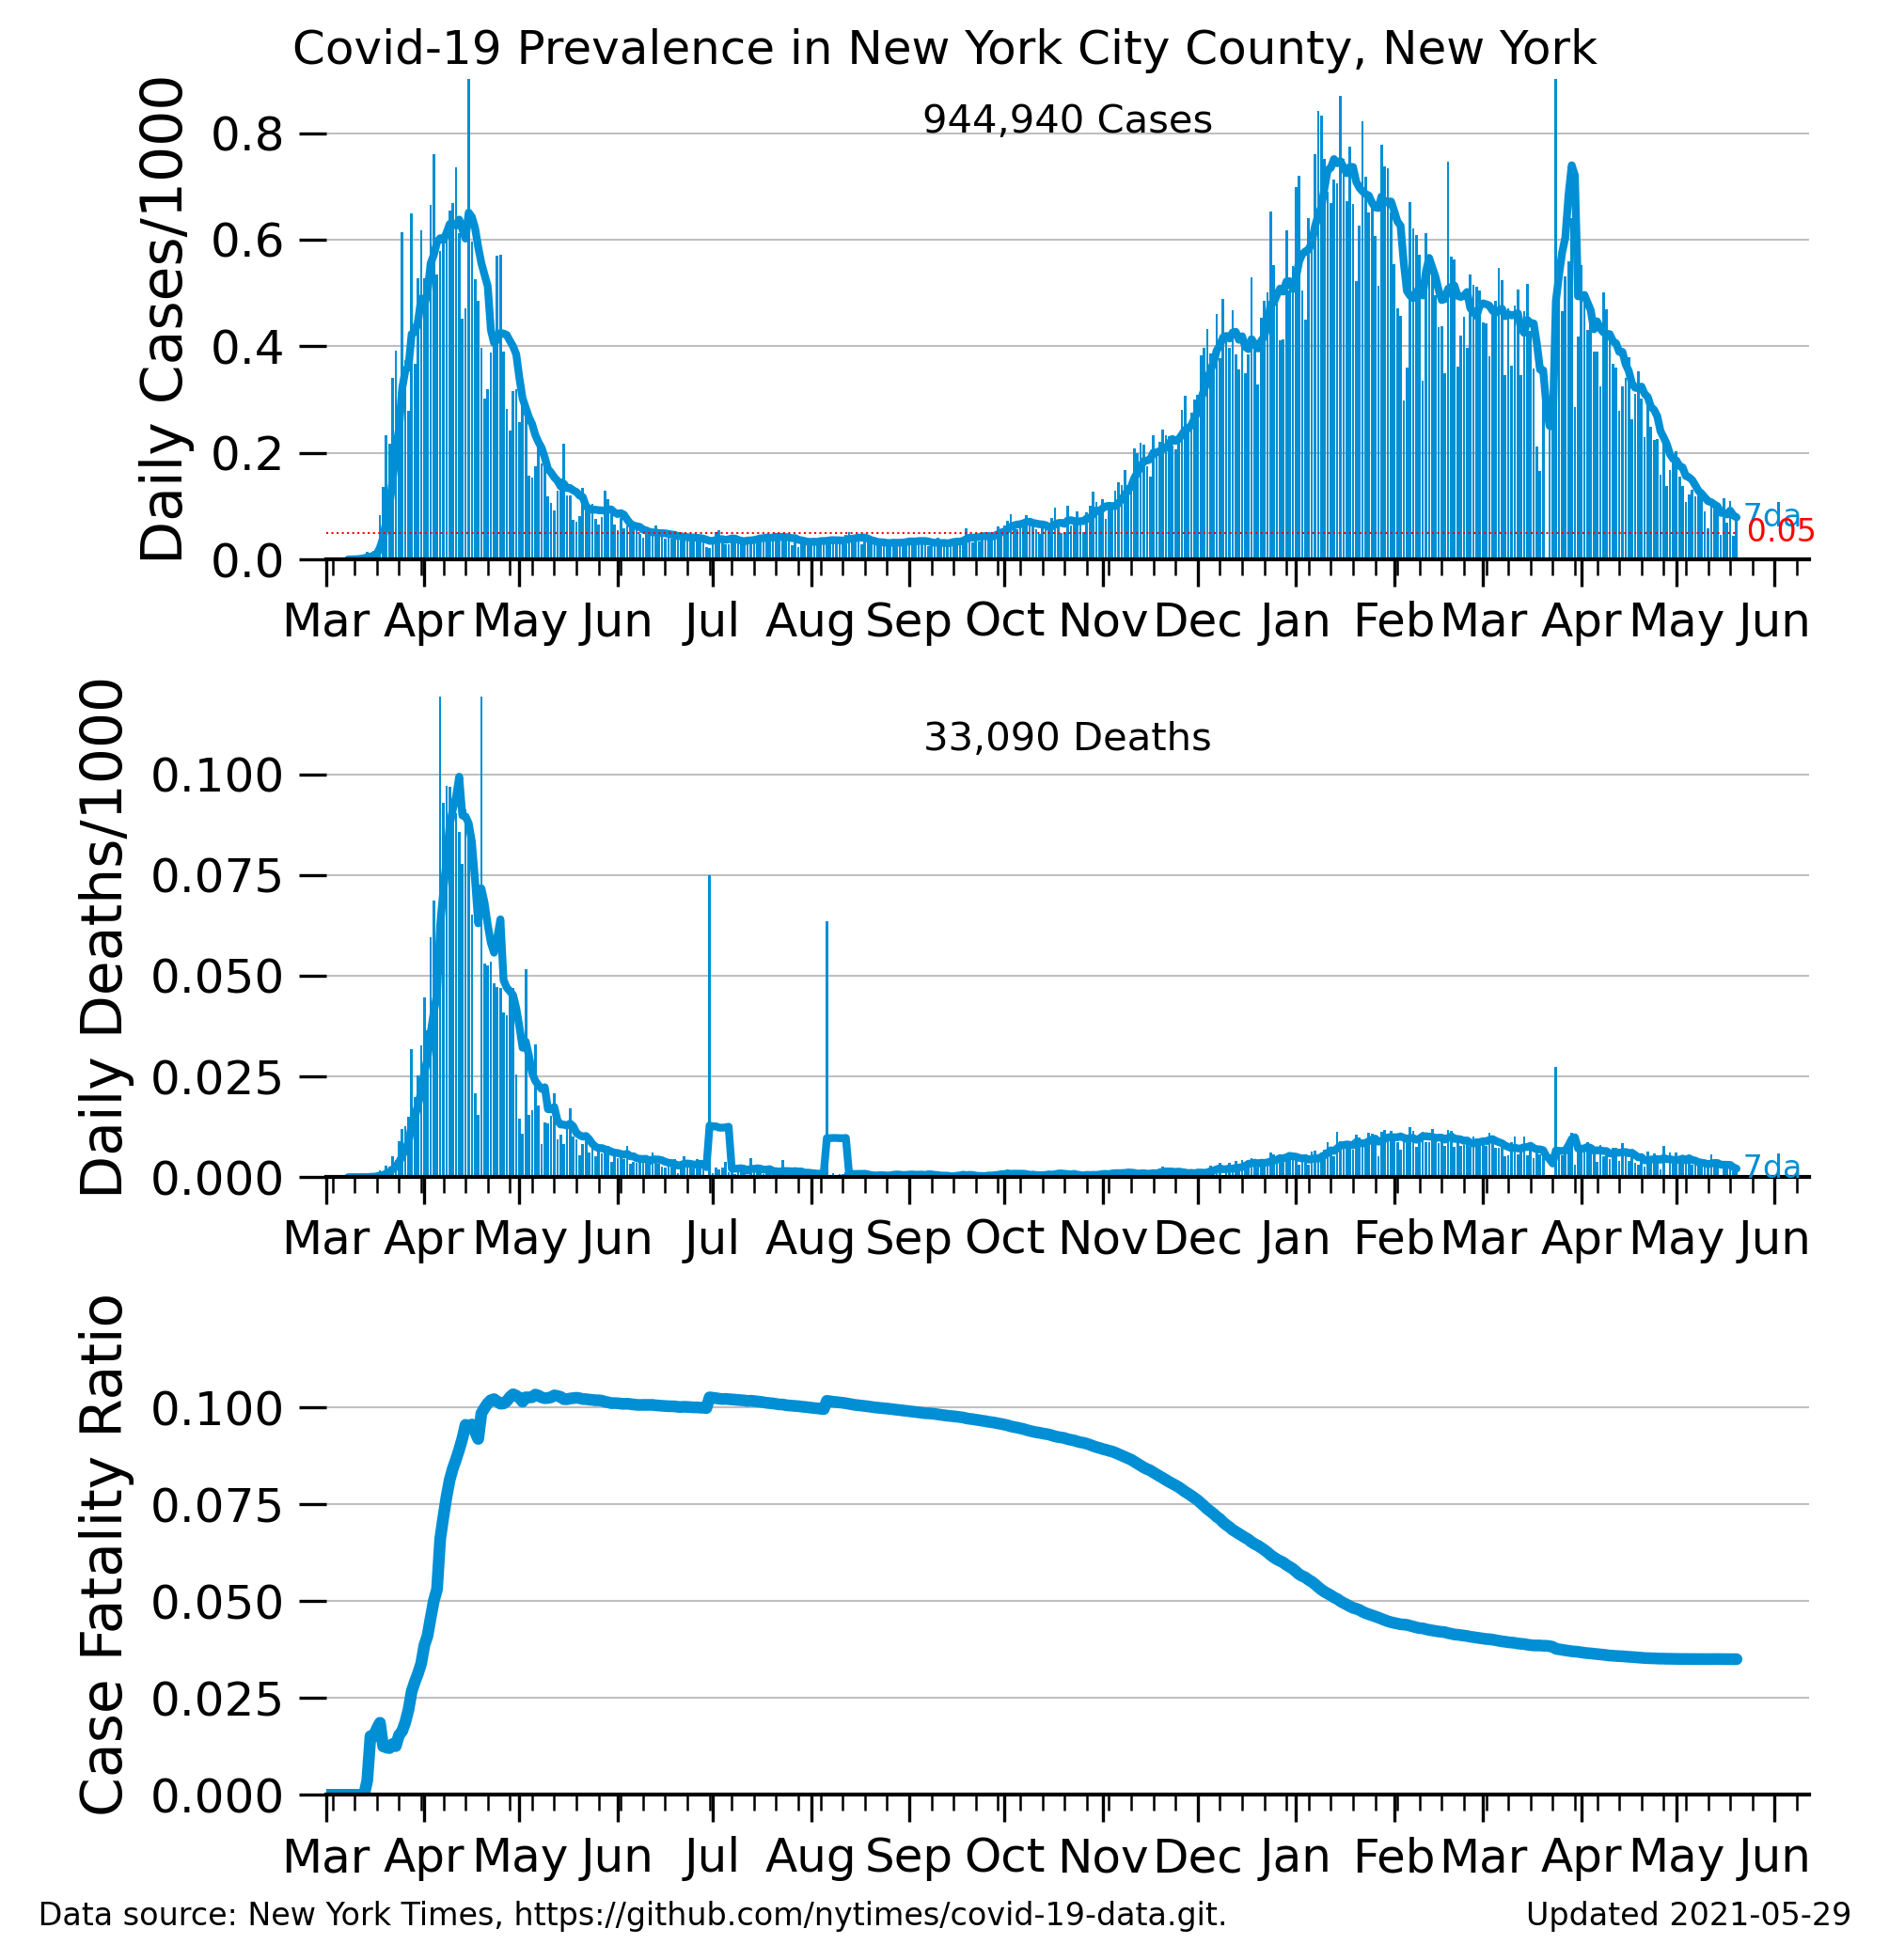 Covid-19 Prevalence in New York City County, New York
944,940 Cases
Daily Cases/1000
0.8
0.6
0.4
0.2
0.0
7da
0.05
Mar Apr May Jun Jul Aug Sep Oct Nov Dec Jan Feb Mar Apr May Jun
33,090 Deaths
Daily Deaths/1000
0.100
0.075
0.050
0.025
0.000
7da
Mar Apr May Jun Jul Aug Sep Oct Nov Dec Jan Feb Mar Apr May Jun
Case Fatality Ratio
0.100
0.075
0.050
0.025
0.000
Mar Apr May Jun Jul Aug Sep Oct Nov Dec Jan Feb Mar Apr May Jun
Data source: New York Times, https://github.com/nytimes/covid-19-data.git.
Updated 2021-05-29